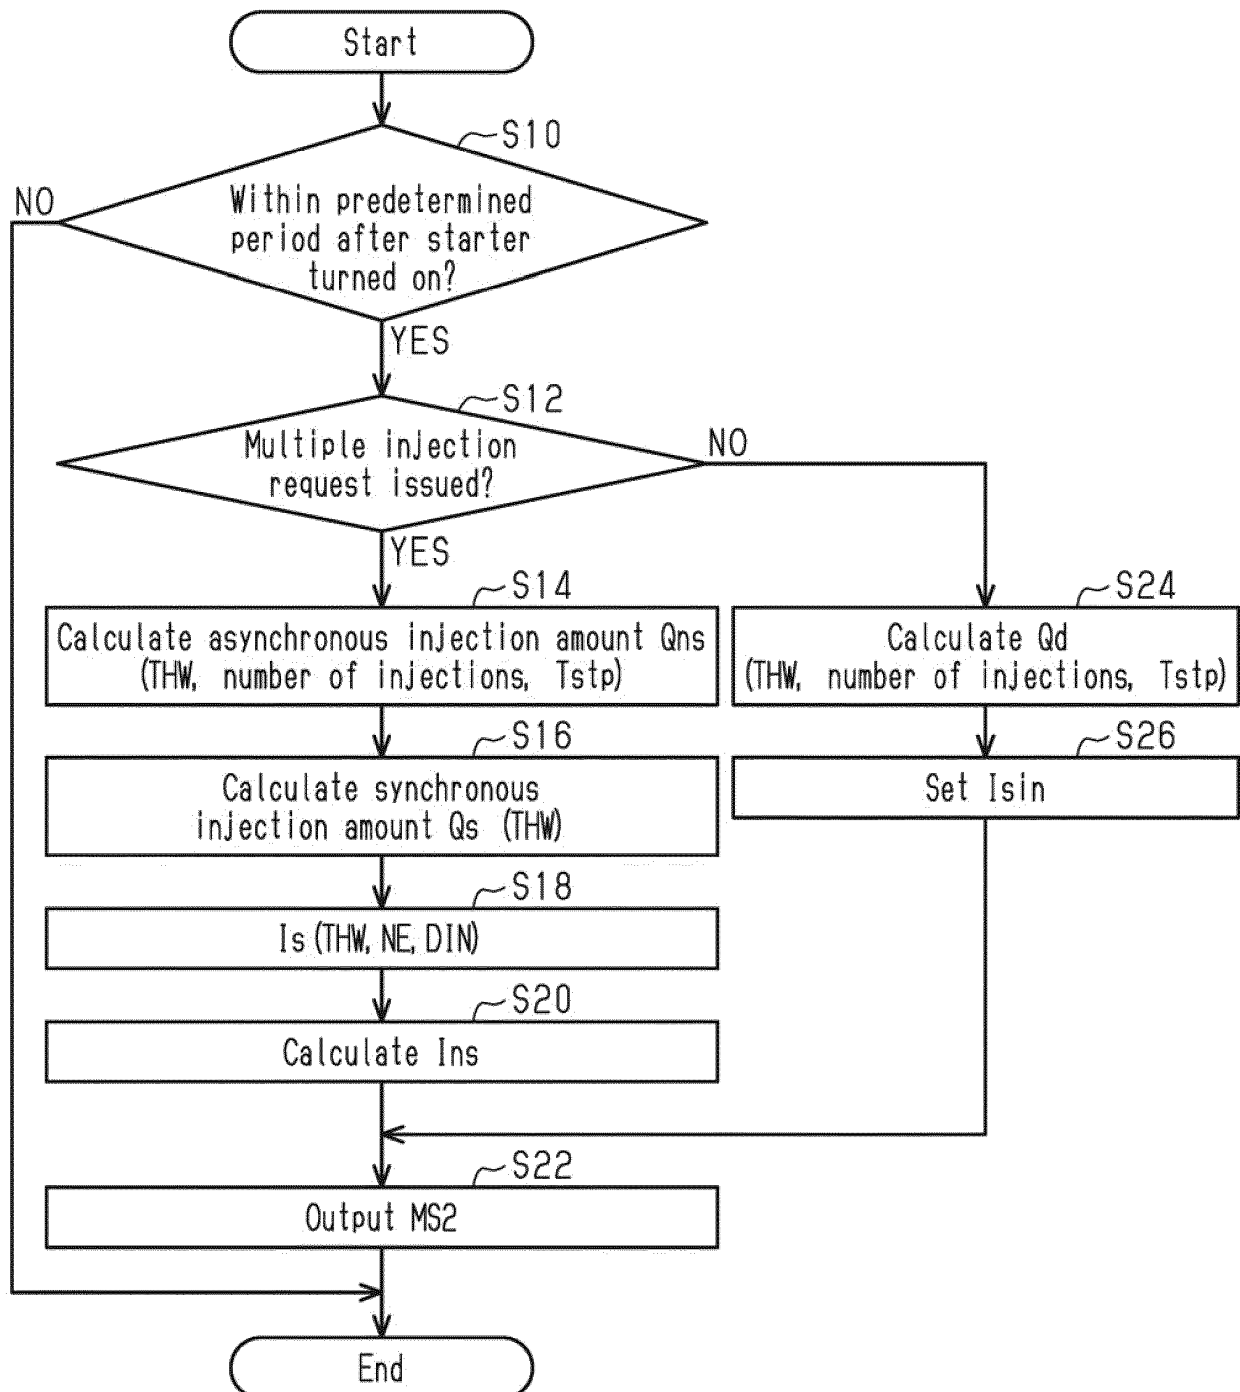 Start
S10
NO
Within predetermined
period after starter
turned on?
YES
S12
Multiple injection
request issued?
NO
YES
S14
Calculate asynchronous injection amount Qns
(THW, number of injections, Tstp)
S24
Calculate Qd
(THW, number of injections, Tstp)
S16
Calculate synchronous
injection amount Qs (THW)
S26
Set Isin
S18
Is (THW, NE, DIN)
S20
Calculate Ins
S22
Output MS2
End